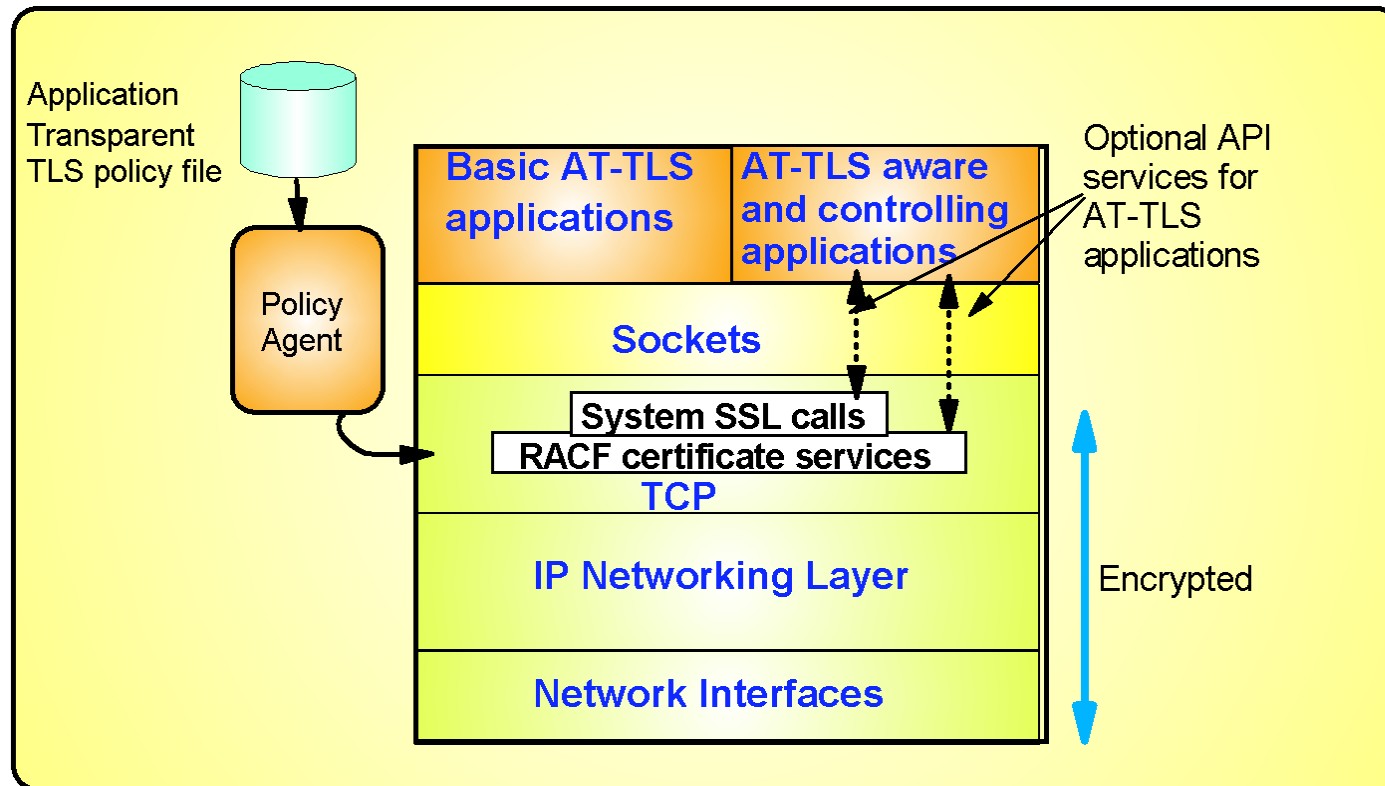 Application
Transparent
TLS policy file
Policy
Agent
Basic AT-TLS
applications
AT-TLS aware
and controlling
applications
Optional API
services for
AT-TLS
applications
Sockets
System SSL calls
RACF certificate services
TCP
IP Networking Layer
Encrypted
Network Interfaces